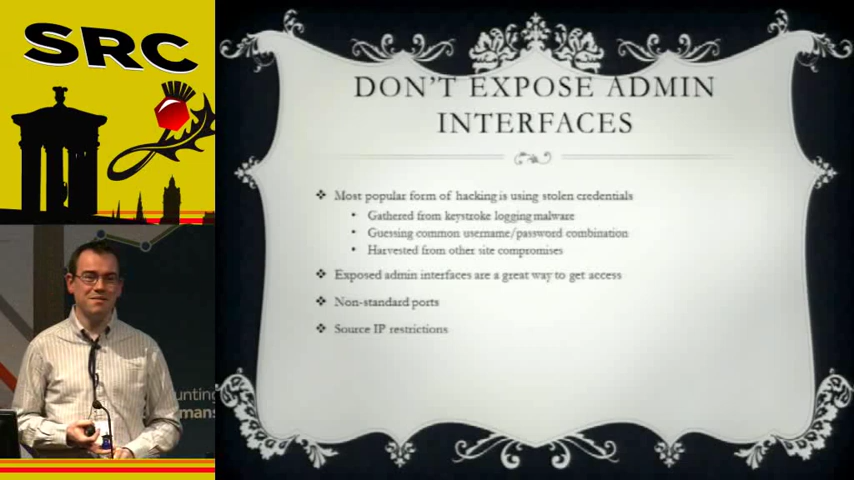 SRC
DON'T EXPOSE ADMIN
INTERFACES
Most popular form of hacking is using stolen credentials
Gathered from keystroke logging malware
Guessing common username/password combination
Harvested from other site compromises
Exposed admin interfaces are a great way to get access
Non-standard ports
Source IP restrictions